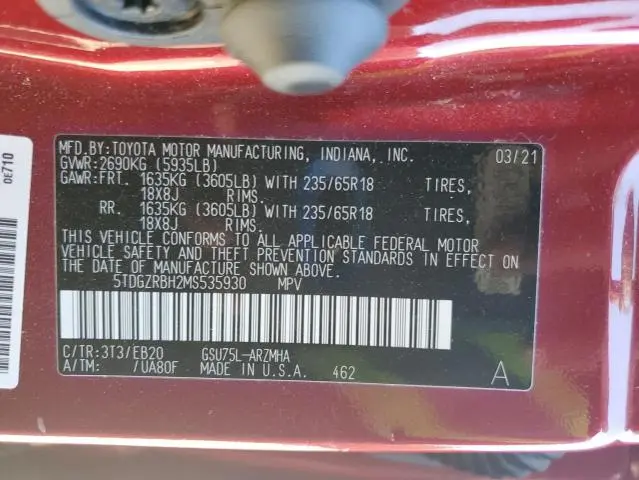 MFD.BY:TOYOTA MOTOR MANUFACTURING, INDIANA, INC. 03/21
GVWR:2690KG (5935LB)
GAWR:FRT. 1635KG (3605LB) WITH 235/65R18 TIRES,
18X8J RIMS.
RR. 1635KG (3605LB) WITH 235/65R18 TIRES,
18X8J RIMS.
THIS VEHICLE CONFORMS TO ALL APPLICABLE FEDERAL MOTOR
VEHICLE SAFETY AND THEFT PREVENTION STANDARDS IN EFFECT ON
THE DATE OF MANUFACTURE SHOWN ABOVE.
5TDGZRBH2MS535930 MPV
C/TR:3T3/EB20 GSU75L-ARZMHA
A/TM: /UA80F MADE IN U.S.A. 462 A
DE710